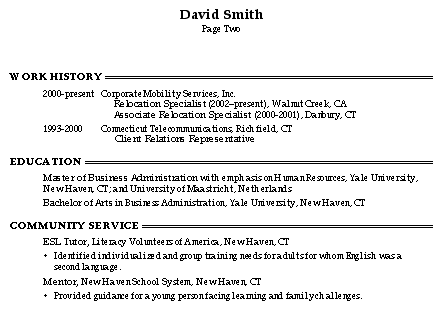 David Smith
Page Two
WORK HISTORY
2000-present Corporate Mobility Services, Inc.
Relocation Specialist (2002–present), Walnut Creek, CA
Associate Relocation Specialist (2000-2001), Danbury, CT
1993-2000 Connecticut Telecommunications, Richfield, CT
Client Relations Representative
EDUCATION
Master of Business Administration with emphasis on Human Resources, Yale University,
New Haven, CT; and University of Maastricht, Netherlands
Bachelor of Arts in Business Administration, Yale University, New Haven, CT
COMMUNITY SERVICE
ESL Tutor, Literacy Volunteers of America, New Haven, CT
• Identified individualized and group training needs for adults for whom English was a
second language.
Mentor, New Haven School System, New Haven, CT
• Provided guidance for a young person facing learning and family challenges.